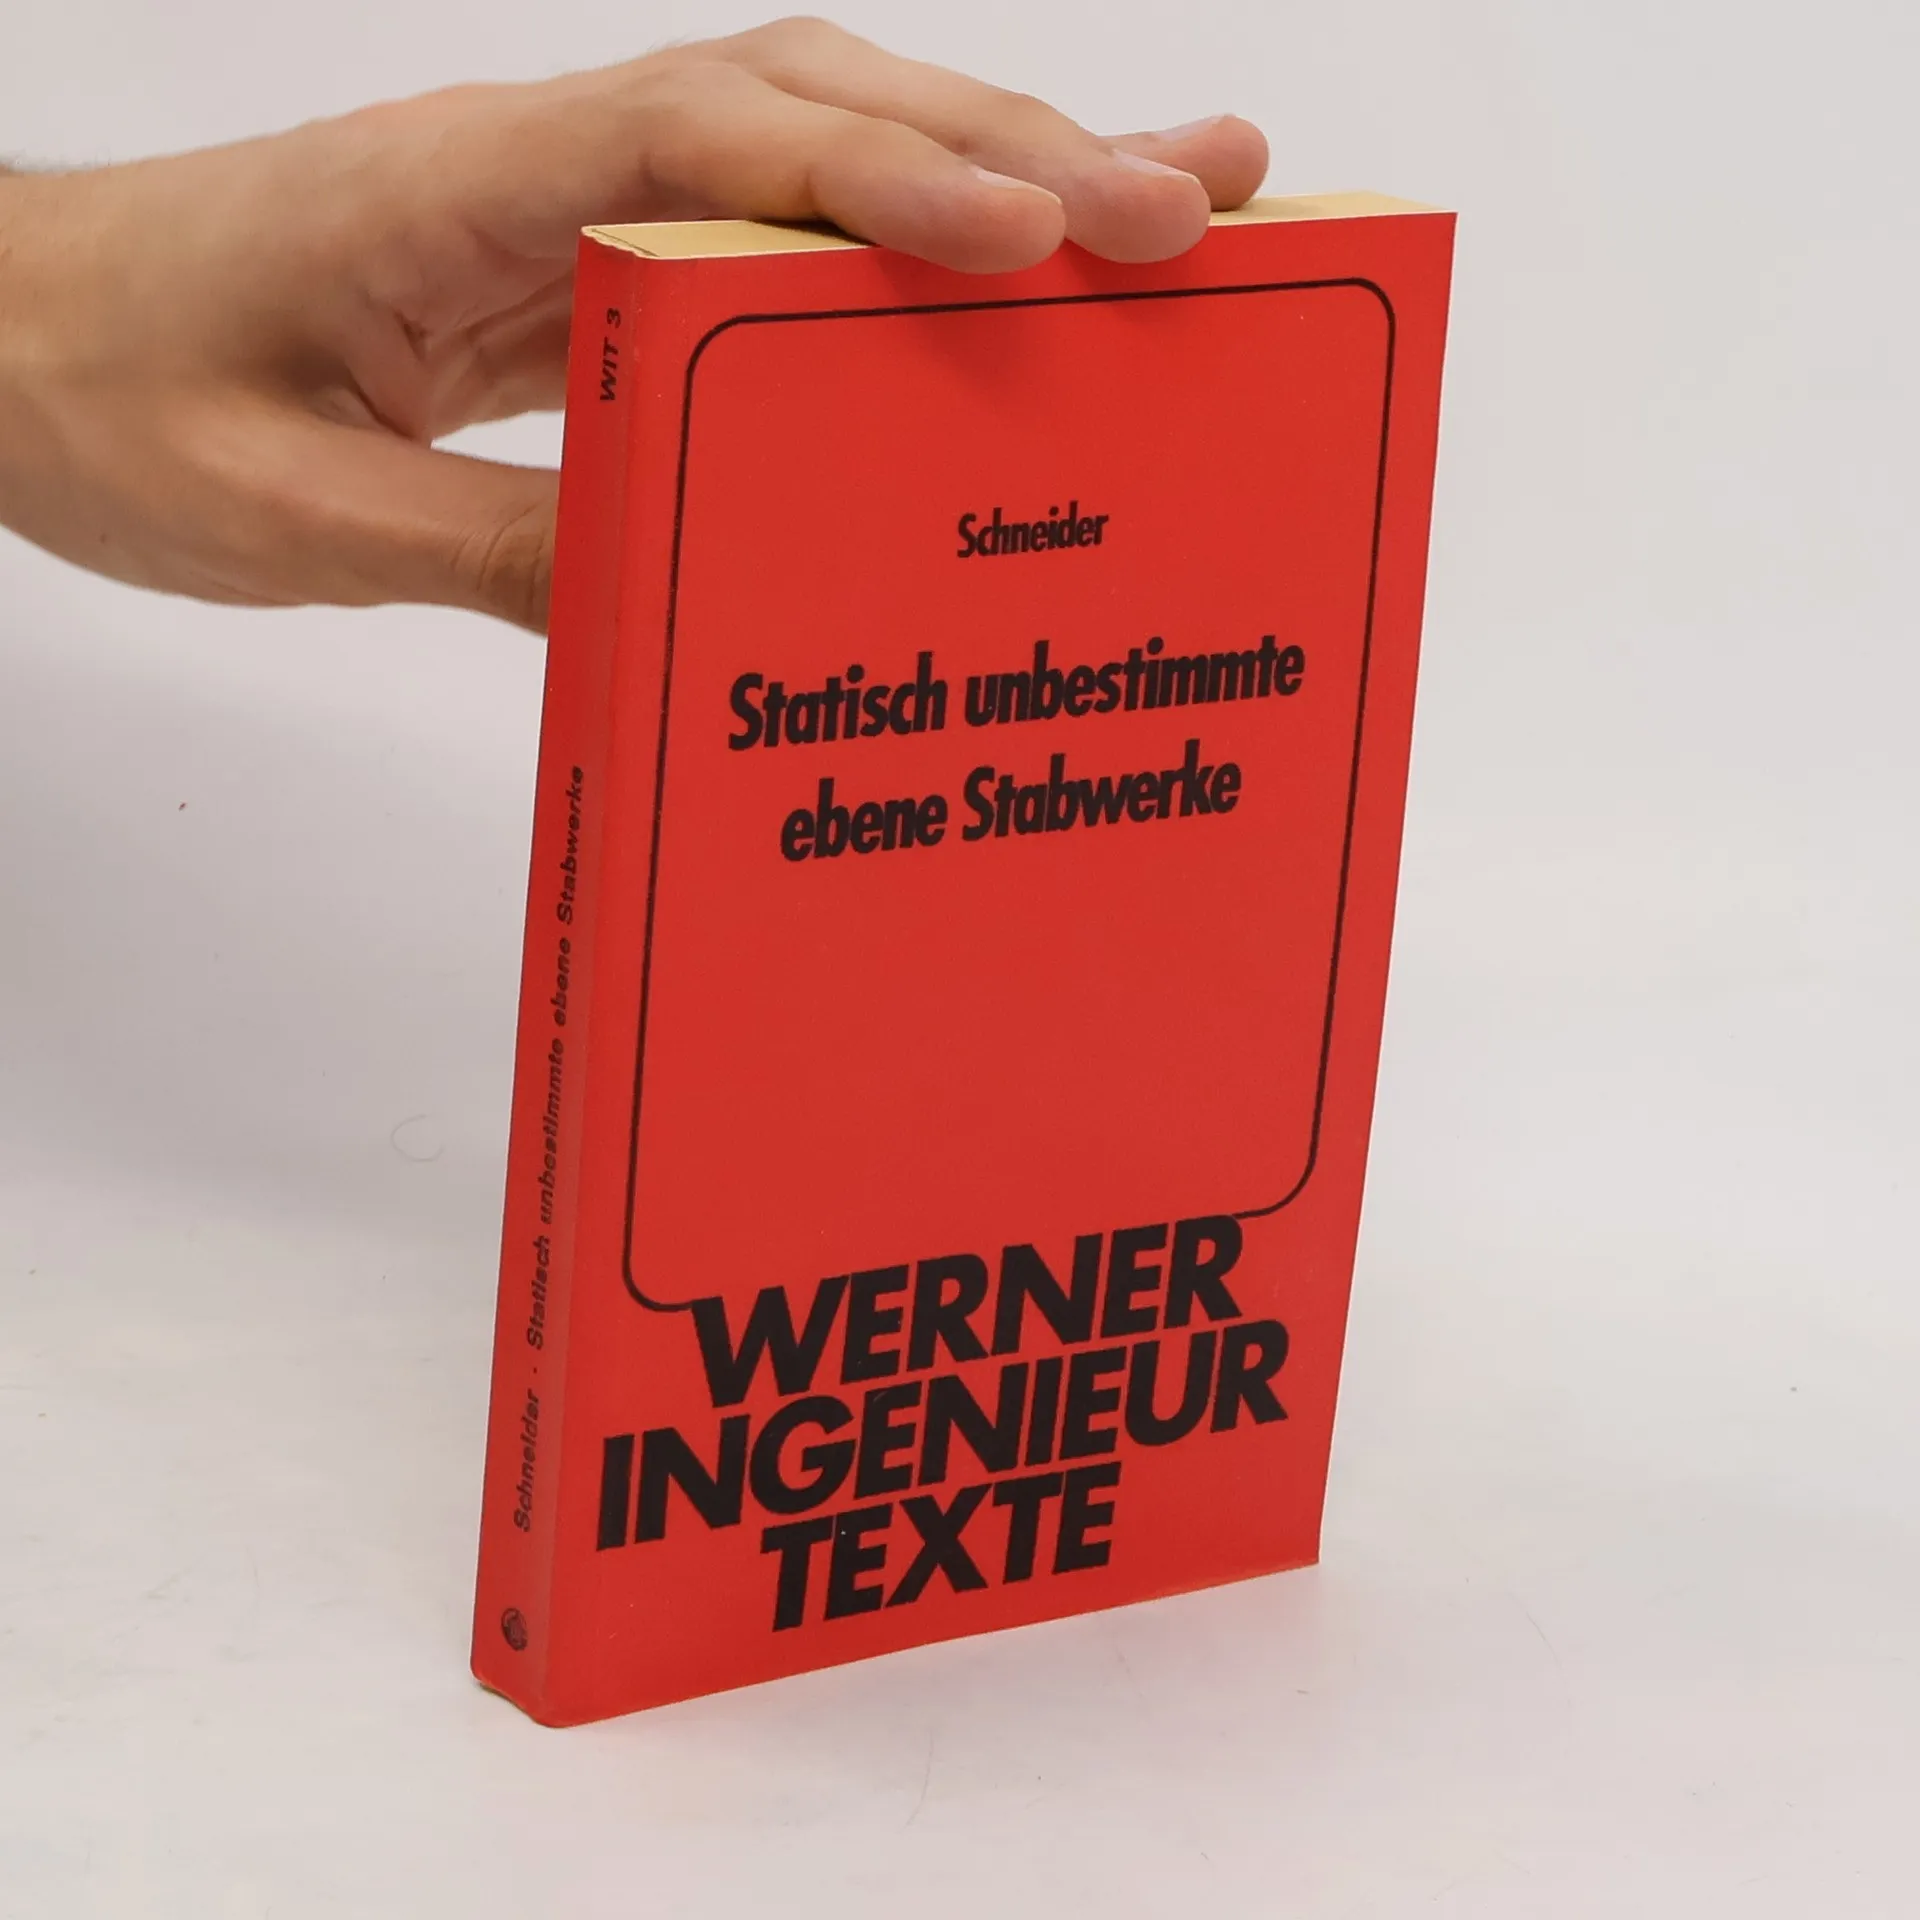 WIT 3
Schneider · Statisch unbestimmte ebene Stabwerke
Schneider
Statisch unbestimmte
ebene Stabwerke
WERNER
INGENIEUR
TEXTE